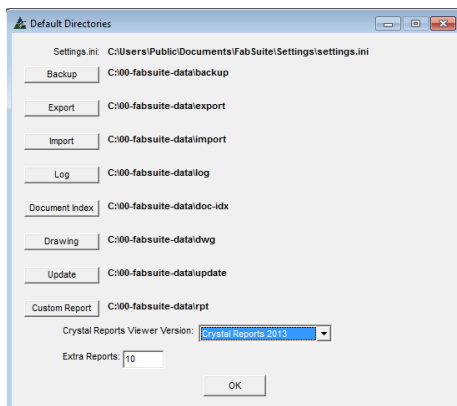 Default Directories
Settings.ini: C:\Users\Public\Documents\FabSuite\Settings\settings.ini
Backup C:\00-fabsuite-data\backup
Export C:\00-fabsuite-data\export
Import C:\00-fabsuite-data\import
Log C:\00-fabsuite-data\log
Document Index C:\00-fabsuite-data\doc-idx
Drawing C:\00-fabsuite-data\dwg
Update C:\00-fabsuite-data\update
Custom Report C:\00-fabsuite-data\rpt
Crystal Reports Viewer Version: Crystal Reports 2013
Extra Reports: 10
OK